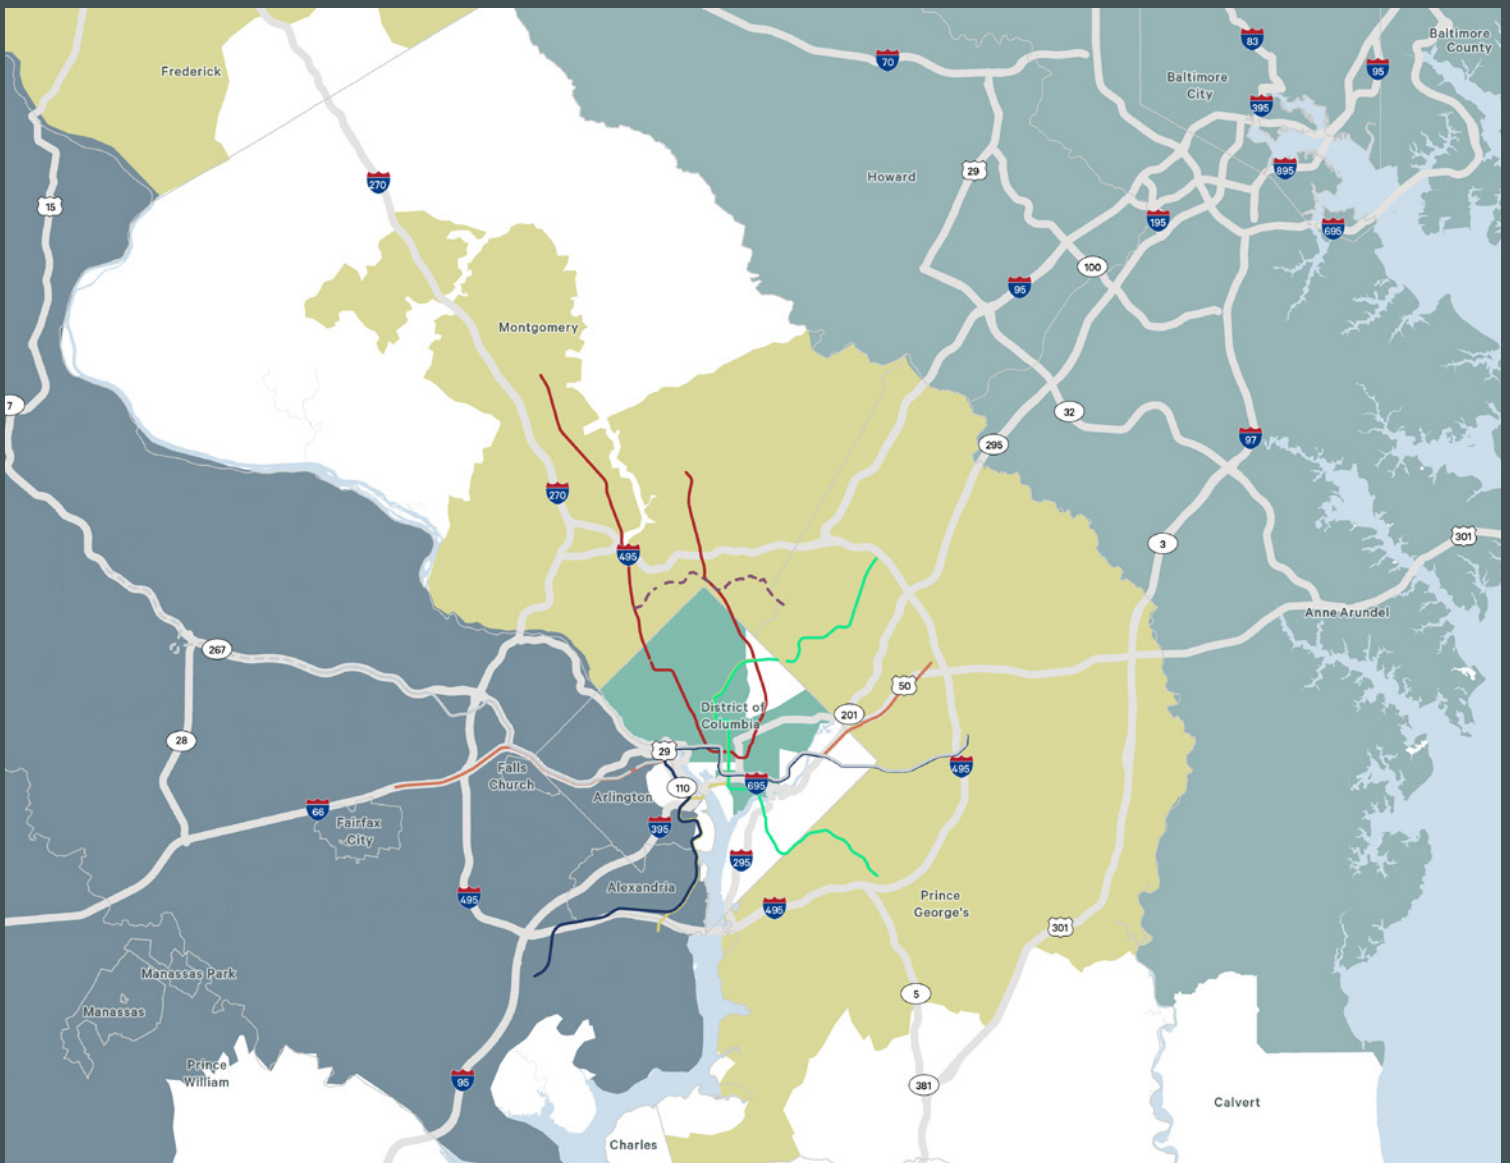 Frederick
83
Baltimore
County
70
95
Baltimore
City
395
Howard
29
895
270
15
195
695
100
95
Montgomery
7
32
295
97
270
301
3
495
Anne Arundel
267
50
District of
Columbia
201
28
29
Falls
Church
495
695
110
Arlington
66
Fairfax
City
395
295
Alexandria
495
495
Prince
George's
301
Manassas Park
5
Manassas
Prince
William
95
381
Calvert
Charles